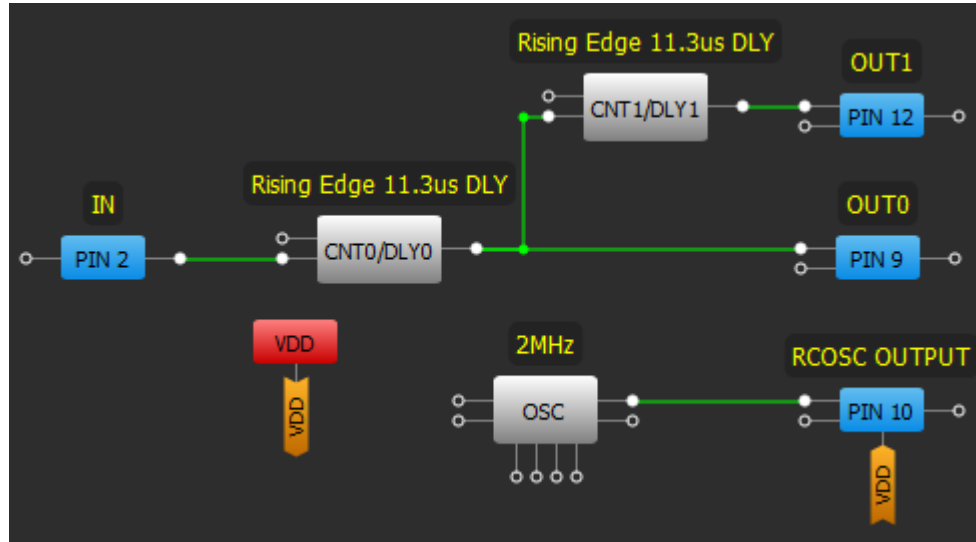 Rising Edge 11.3us DLY
OUT1
CNT1/DLY1
PIN 12
IN
Rising Edge 11.3us DLY
OUT0
PIN 2
CNT0/DLY0
PIN 9
VDD
2MHz
RCOSC OUTPUT
VDD
OSC
PIN 10
VDD